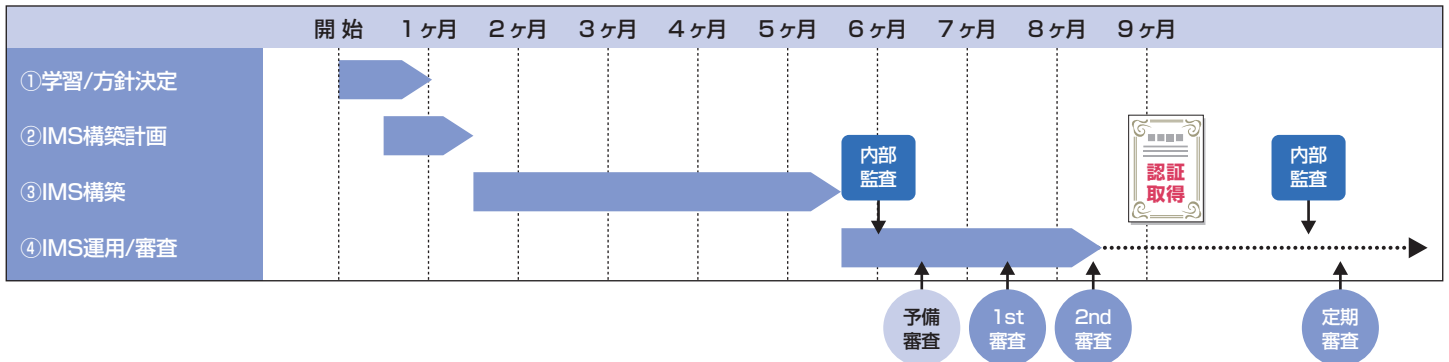 開 始 1ヶ月 2ヶ月 3ヶ月 4ヶ月 5ヶ月 6ヶ月 7ヶ月 8ヶ月 9ヶ月
①学習/方針決定
②IMS構築計画
③IMS構築
④IMS運用/審査
内部
監査
認証
取得
内部
監査
予備
審査
1st
審査
2nd
審査
定期
審査